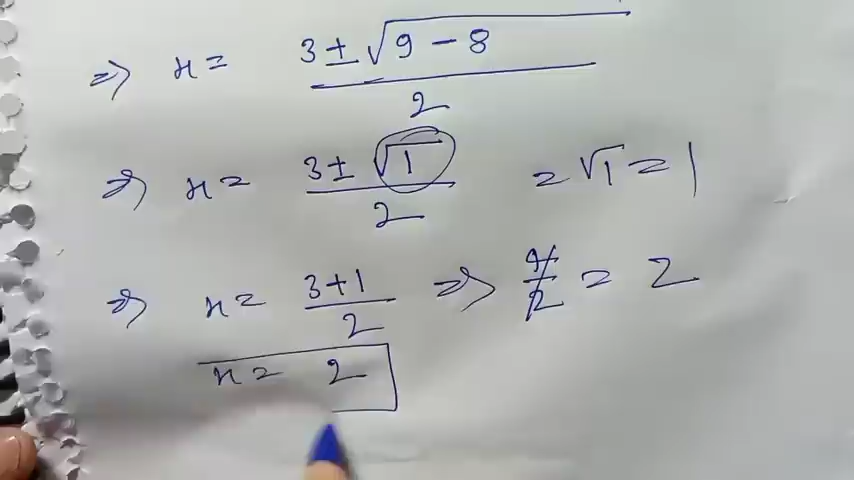 ⇒ x = (3 ± √(9 − 8)) / 2
⇒ x = (3 ± √1) / 2 = √1 = 1
⇒ x = (3+1) / 2 ⇒ 4/2 = 2
x = 2